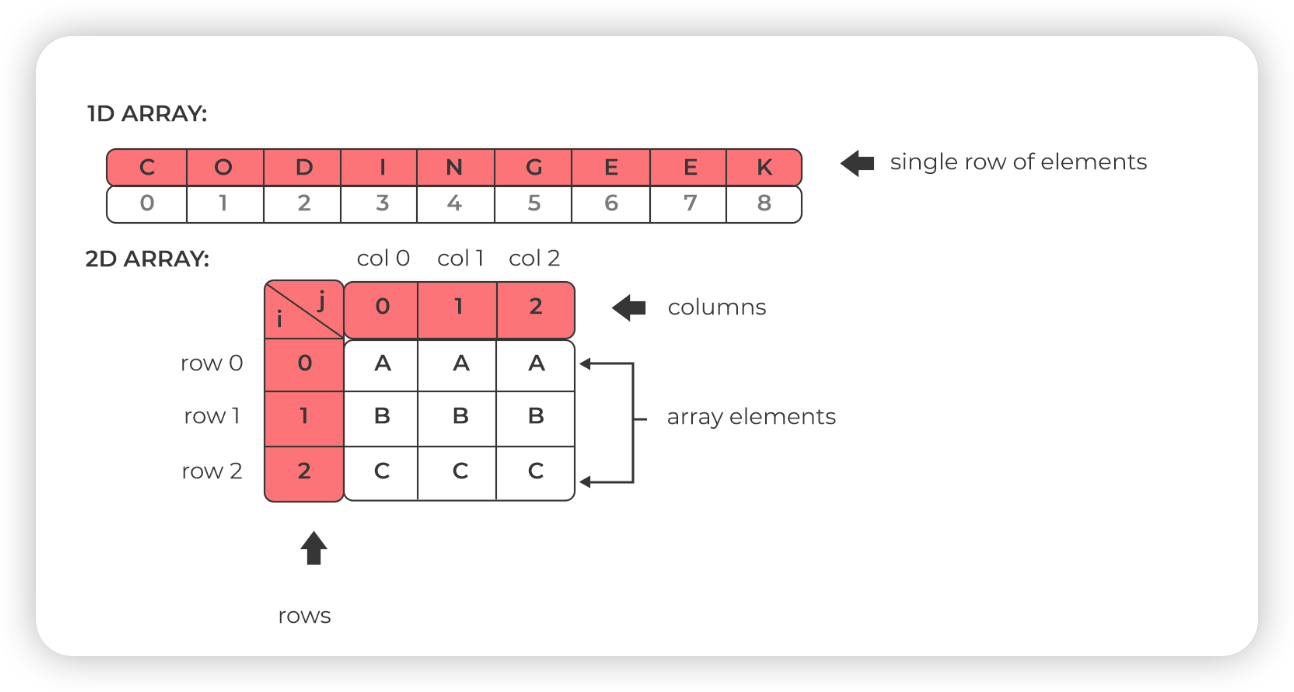 1D ARRAY:
C O D I N G E E K
single row of elements
0 1 2 3 4 5 6 7 8
2D ARRAY:
col 0 col 1 col 2
i j 0 1 2
columns
row 0 0 A A A
row 1 1 B B B
array elements
row 2 2 C C C
rows